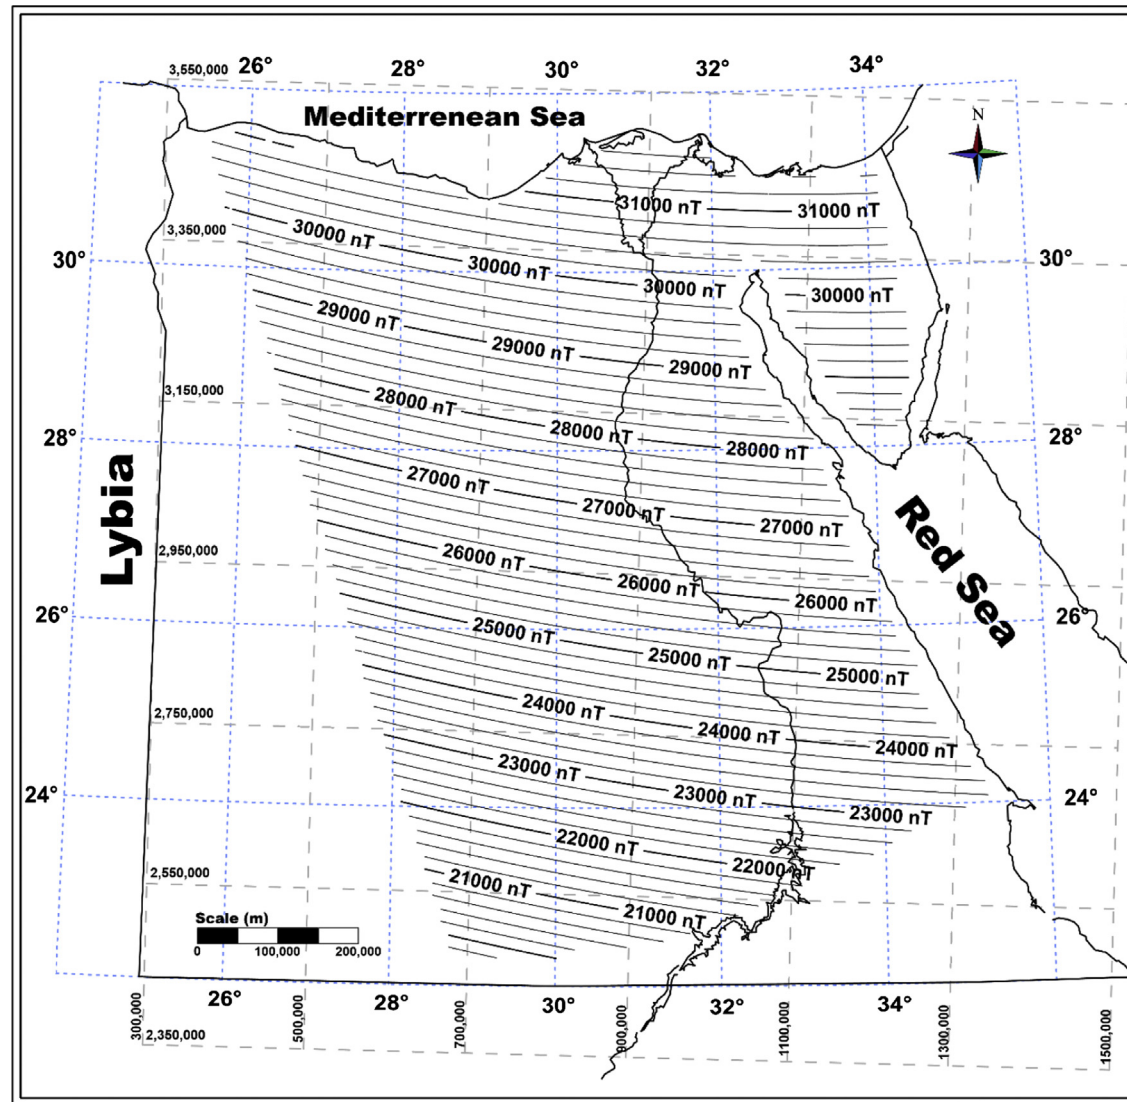 3,550,000
26° 28° 30° 32° 34°
Mediterrenean Sea
N
31000 nT 31000 nT
30000 nT
3,350,000
30° 30°
30000 nT
30000 nT
30000 nT
29000 nT
29000 nT
29000 nT
3,150,000
28000 nT
28000 nT
28° 28°
28000 nT
Lybia
27000 nT
27000 nT
27000 nT
Red Sea
2,950,000
26000 nT
26000 nT
26000 nT
26° 26°
25000 nT
25000 nT
25000 nT
24000 nT
2,750,000
24000 nT
24000 nT
23000 nT
24° 24°
23000 nT
23000 nT
22000 nT
22000 nT
2,550,000
21000 nT
21000 nT
Scale (m)
0 100,000 200,000
26° 28° 30° 32° 34°
300,000 500,000 700,000 900,000 1100,000 1300,000 1500,000
2,350,000